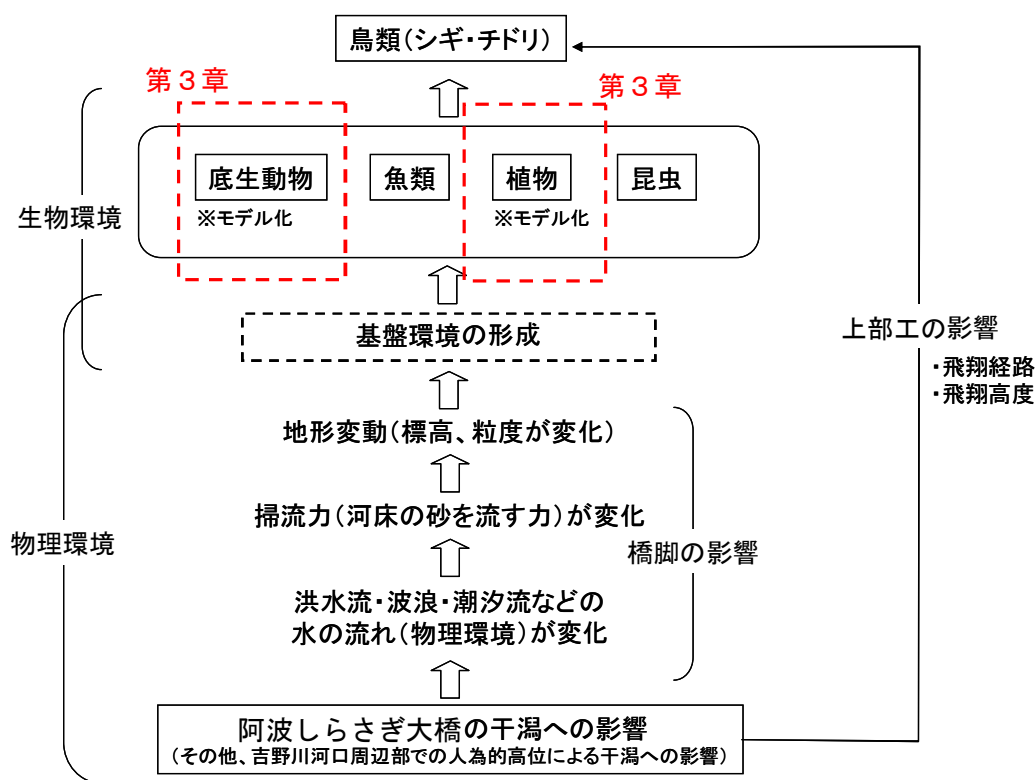 鳥類(シギ・チドリ)
第3章
第3章
底生動物
魚類
植物
昆虫
※モデル化
※モデル化
生物環境
基盤環境の形成
上部工の影響
・飛翔経路
・飛翔高度
地形変動(標高、粒度が変化)
掃流力(河床の砂を流す力)が変化
物理環境
橋脚の影響
洪水流・波浪・潮汐流などの
水の流れ(物理環境)が変化
阿波しらさぎ大橋の干潟への影響
(その他、吉野川河口周辺部での人為的高位による干潟への影響)